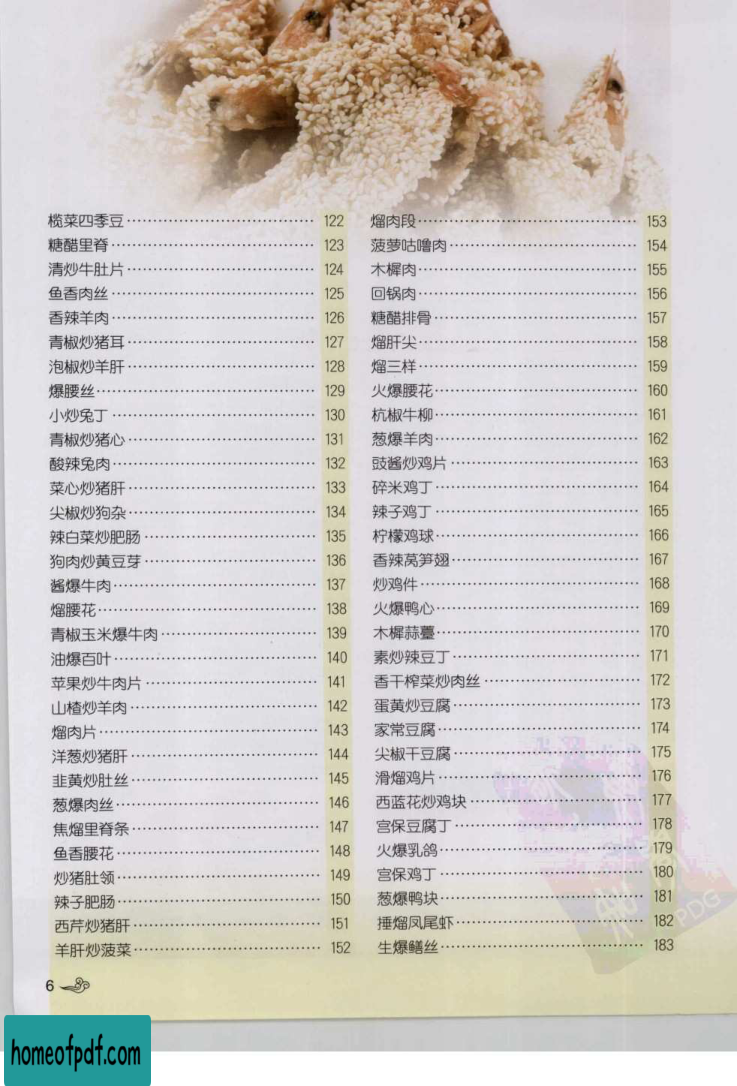 榄菜四季豆 122
糖醋里脊 123
清炒牛肚片 124
鱼香肉丝 125
香辣羊肉 126
青椒炒猪耳 127
泡椒炒羊肝 128
爆腰丝 129
小炒兔丁 130
青椒炒猪心 131
酸辣兔肉 132
菜心炒猪肝 133
尖椒炒狗杂 134
辣白菜炒肥肠 135
狗肉炒黄豆芽 136
酱爆牛肉 137
熘腰花 138
青椒玉米爆牛肉 139
油爆百叶 140
苹果炒牛肉片 141
山楂炒羊肉 142
熘肉片 143
洋葱炒猪肝 144
韭黄炒肚丝 145
葱爆肉丝 146
焦熘里脊条 147
鱼香腰花 148
炒猪肚领 149
辣子肥肠 150
西芹炒猪肝 151
羊肝炒菠菜 152
熘肉段 153
菠萝咕噜肉 154
木樨肉 155
回锅肉 156
糖醋排骨 157
熘肝尖 158
熘三样 159
火爆腰花 160
杭椒牛柳 161
葱爆羊肉 162
豉酱炒鸡片 163
碎米鸡丁 164
辣子鸡丁 165
柠檬鸡球 166
香辣莴笋翅 167
炒鸡件 168
火爆鸭心 169
木樨蒜薹 170
素炒辣豆丁 171
香干榨菜炒肉丝 172
蛋黄炒豆腐 173
家常豆腐 174
尖椒干豆腐 175
滑熘鸡片 176
西蓝花炒鸡块 177
宫保豆腐丁 178
火爆乳鸽 179
宫保鸡丁 180
葱爆鸭块 181
捶熘凤尾虾 182
生爆鳝丝 183
PDG
6
homeofpdf.com